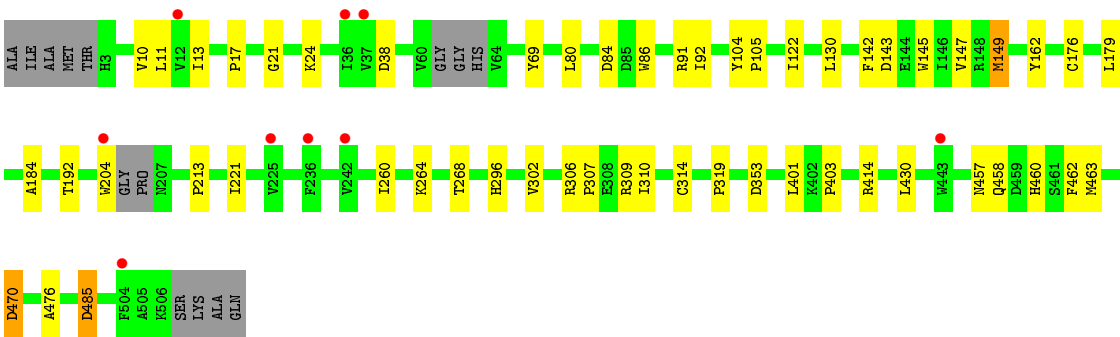 ALA ILE ALA MET THR H3 V10 L11 V12 I13 P17 G21 K24 I36 V37 D38 V60 GLY GLY HIS V64 Y69 L80 D84 D85 W86 R91 I92 Y104 P105 I122 L130 F142 D143 E144 W145 I146 V147 R148 M149 Y162 C176 L179
A184 T192 W204 GLY PRO N207 P213 I221 V225 F236 V242 I260 K264 T268 H296 V302 R306 P307 P308 R309 I310 C314 P319 D353 L401 K402 P403 R414 L430 W443 N457 Q458 D459 H460 S461 F462 M463
D470 A476 D485 F504 A505 K506 SER LYS ALA GLN